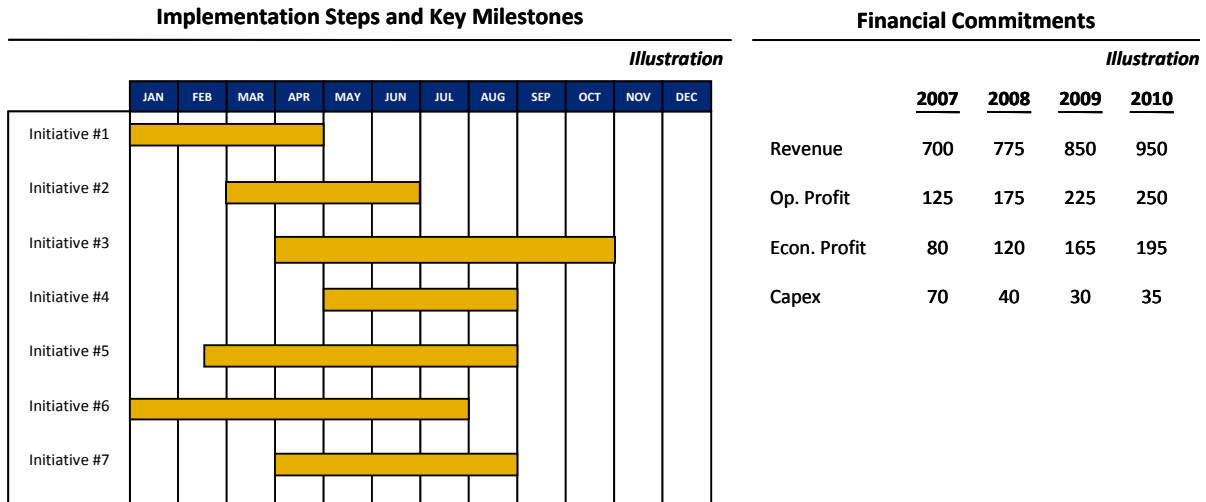 Implementation Steps and Key Milestones
Illustration
JAN FEB MAR APR MAY JUN JUL AUG SEP OCT NOV DEC
Initiative #1
Initiative #2
Initiative #3
Initiative #4
Initiative #5
Initiative #6
Initiative #7
Financial Commitments
Illustration
2007 2008 2009 2010
Revenue 700 775 850 950
Op. Profit 125 175 225 250
Econ. Profit 80 120 165 195
Capex 70 40 30 35